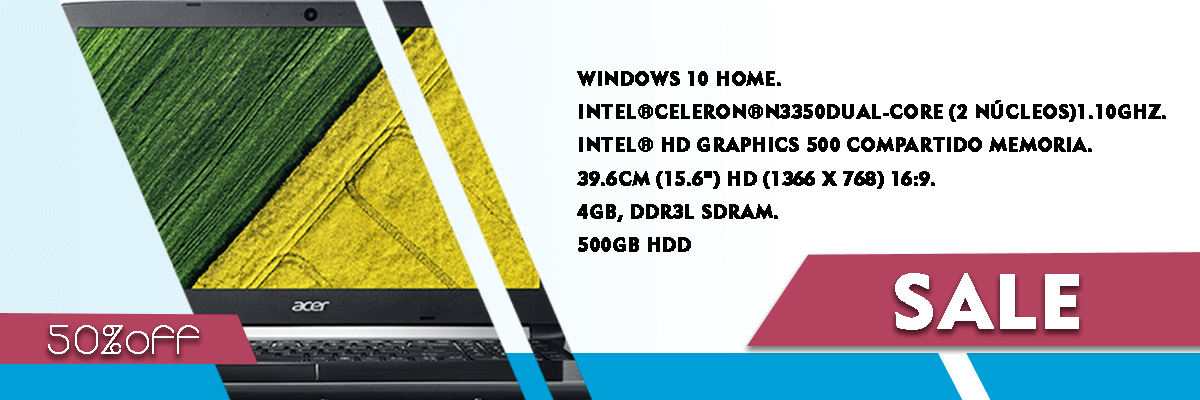 WINDOWS 10 HOME.
INTEL®CELERON®N3350DUAL-CORE (2 NÚCLEOS)1.10GHZ.
INTEL® HD GRAPHICS 500 COMPARTIDO MEMORIA.
39.6CM (15.6") HD (1366 X 768) 16:9.
4GB, DDR3L SDRAM.
500GB HDD
acer
SALE
50%OFF